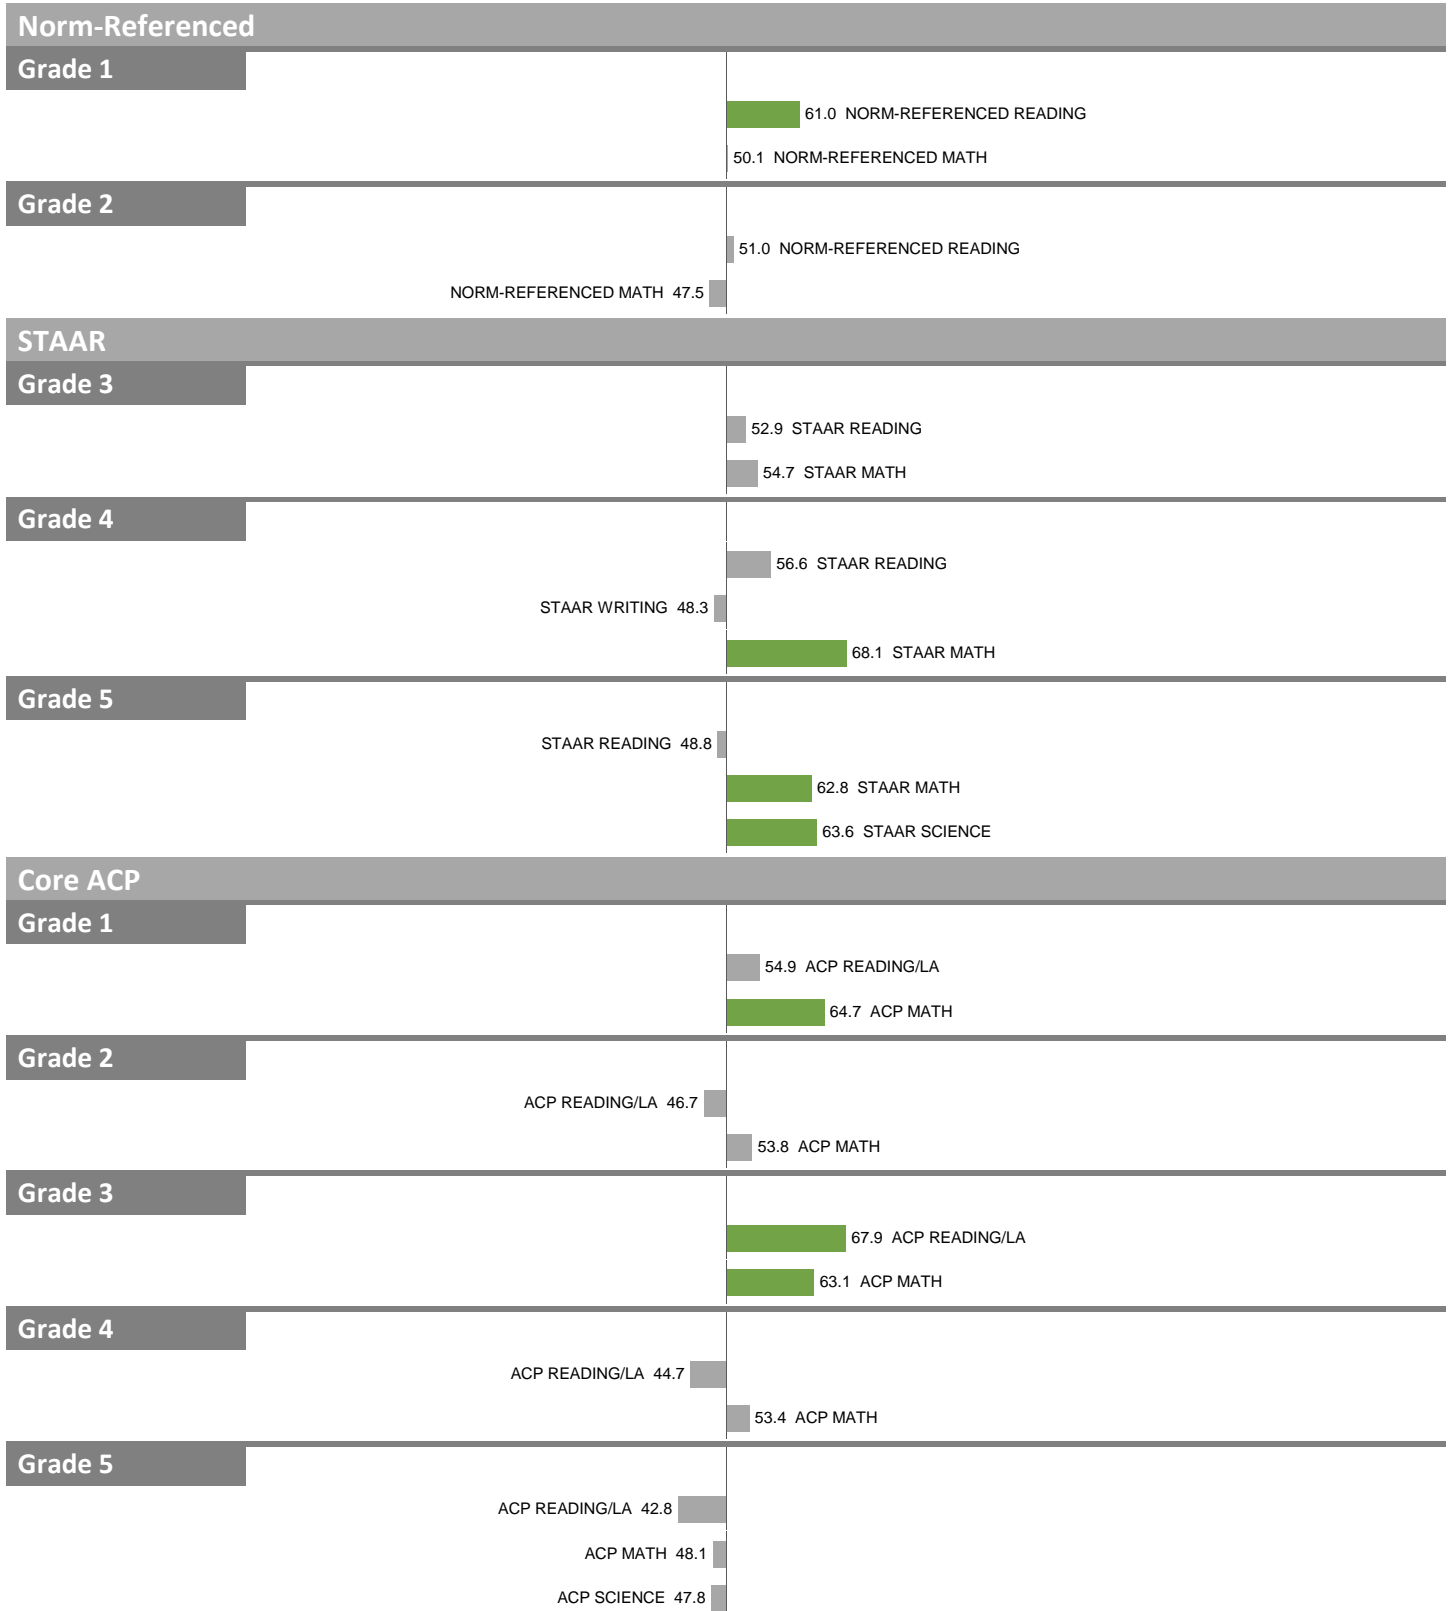 Norm-Referenced
Grade 1
61.0 NORM-REFERENCED READING
50.1 NORM-REFERENCED MATH
Grade 2
51.0 NORM-REFERENCED READING
NORM-REFERENCED MATH 47.5
STAAR
Grade 3
52.9 STAAR READING
54.7 STAAR MATH
Grade 4
56.6 STAAR READING
STAAR WRITING 48.3
68.1 STAAR MATH
Grade 5
STAAR READING 48.8
62.8 STAAR MATH
63.6 STAAR SCIENCE
Core ACP
Grade 1
54.9 ACP READING/LA
64.7 ACP MATH
Grade 2
ACP READING/LA 46.7
53.8 ACP MATH
Grade 3
67.9 ACP READING/LA
63.1 ACP MATH
Grade 4
ACP READING/LA 44.7
53.4 ACP MATH
Grade 5
ACP READING/LA 42.8
ACP MATH 48.1
ACP SCIENCE 47.8